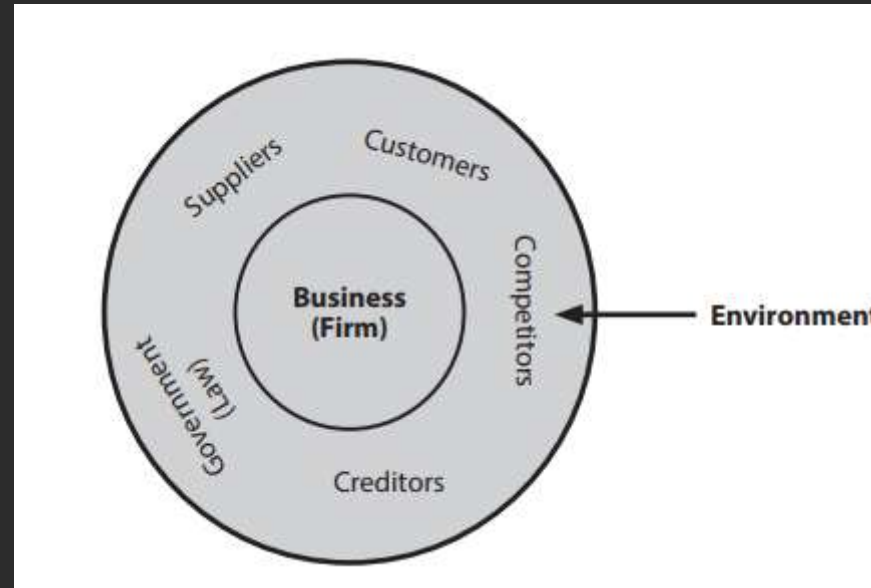 Suppliers
Customers
Competitors
Business
(Firm)
Environment
Government
(Law)
Creditors